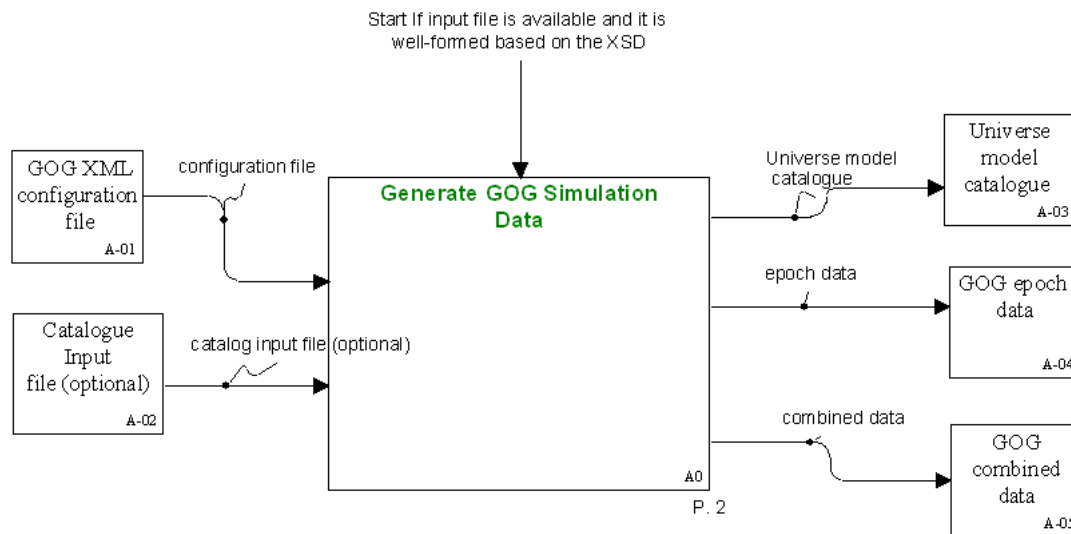 Start If input file is available and it is
well-formed based on the XSD
GOG XML
configuration
file
A-01
configuration file
Catalogue
Input
file (optional)
A-02
catalog input file (optional)
Generate GOG Simulation
Data
A0
P. 2
Universe model
catalogue
Universe
model
catalogue
A-03
epoch data
GOG epoch
data
A-04
combined data
GOG
combined
data
A-05